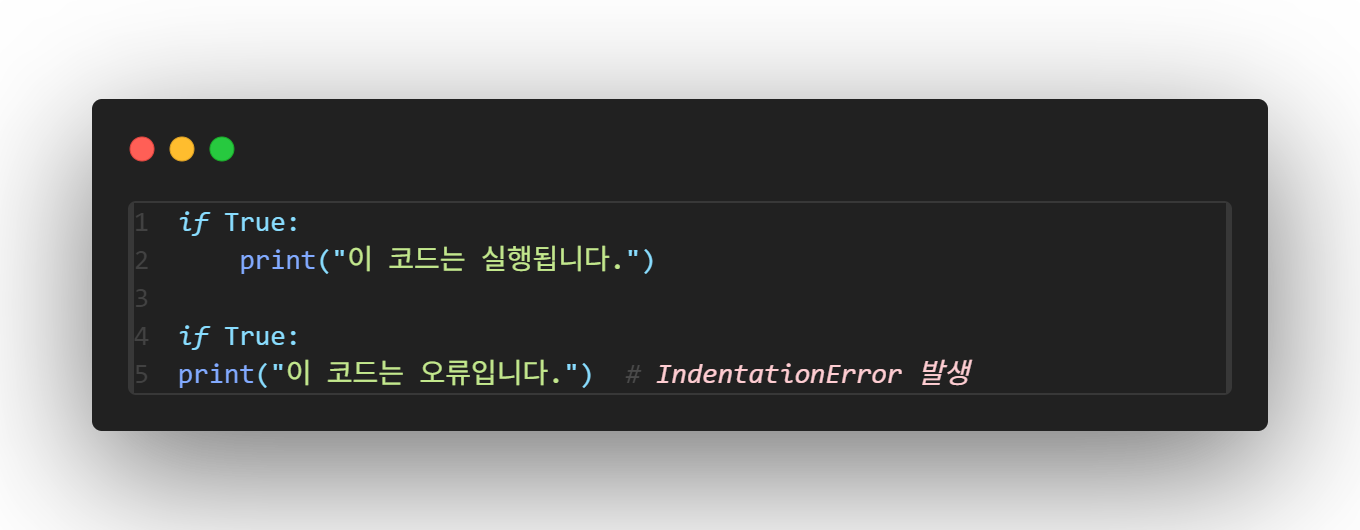 1 if True:
2     print("이 코드는 실행됩니다.")
3
4 if True:
5 print("이 코드는 오류입니다.")  # IndentationError 발생